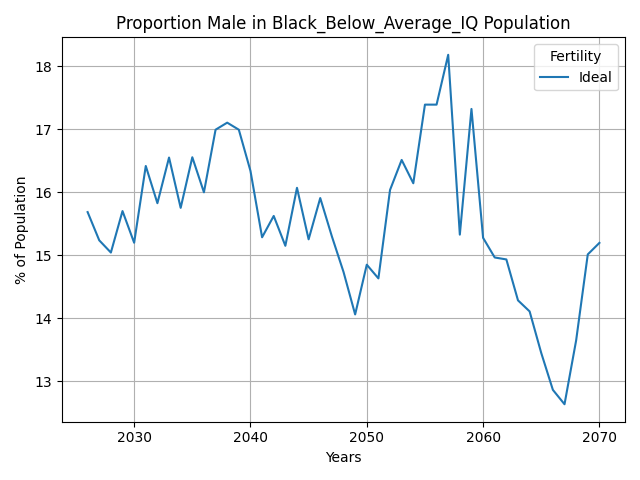 Proportion Male in Black_Below_Average_IQ Population
Fertility
Ideal
% of Population
18
17
16
15
14
13
2030
2040
2050
2060
2070
Years